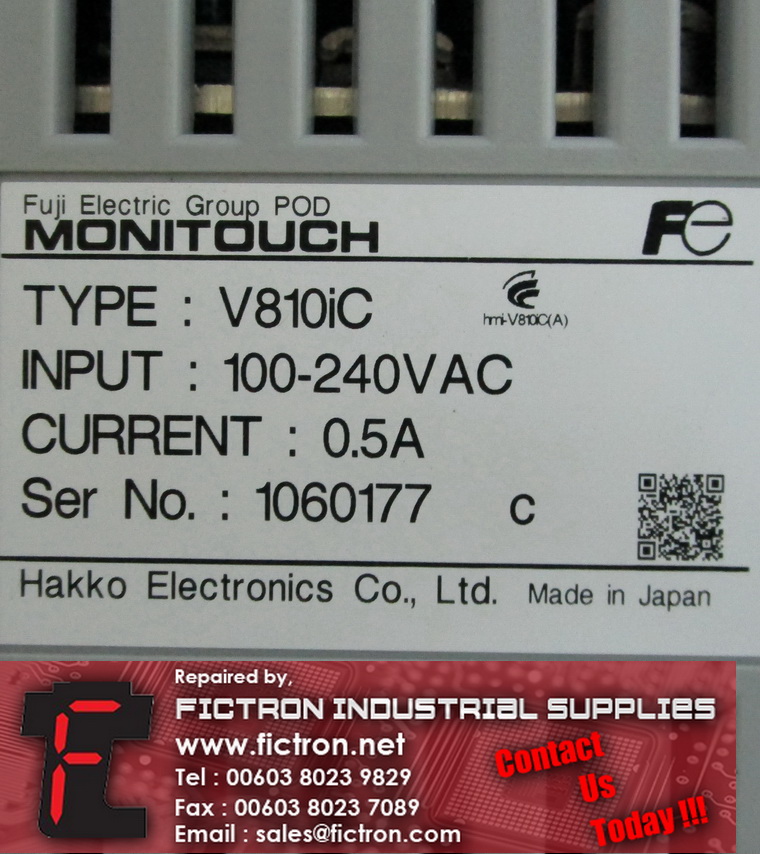 Fuji Electric Group POD
MONITOUCH
Fe
TYPE : V810iC
hmi-V810iC(A)
INPUT : 100-240VAC
CURRENT : 0.5A
Ser No. : 1060177 C
Hakko Electronics Co., Ltd. Made in Japan
Repaired by,
FICTRON INDUSTRIAL SUPPLIES
www.fictron.net
Tel : 00603 8023 9829
Fax : 00603 8023 7089
Email : sales@fictron.com
Contact
Us
Today !!!